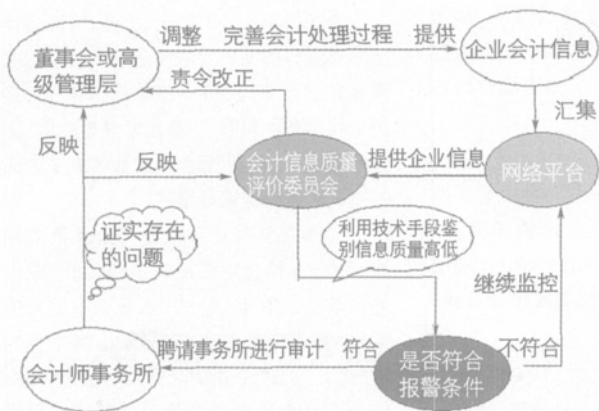 调整 完善会计处理过程 提供
董事会或高
级管理层
企业会计信息
责令改正
汇集
反映
反映
会计信息质量
评价委员会
提供企业信息
网络平台
证实存在
的问题
利用技术手段鉴
别信息质量高低
继续监控
会计师事务所
聘请事务所进行审计 符合
是否符合
报警条件
不符合